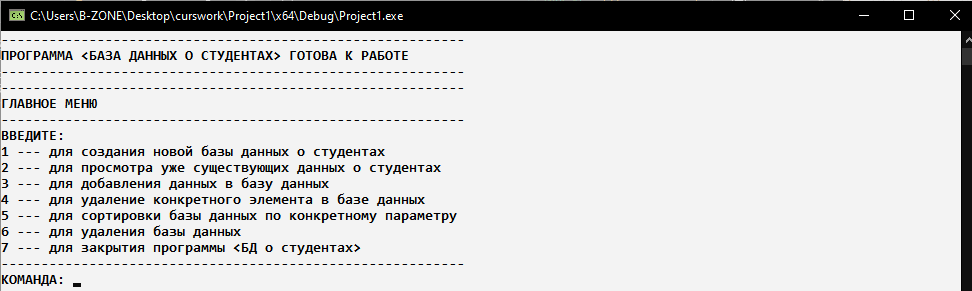 C:\Users\B-ZONE\Desktop\curswork\Project1\x64\Debug\Project1.exe
----------------------------------------------------------
ПРОГРАММА <БАЗА ДАННЫХ О СТУДЕНТАХ> ГОТОВА К РАБОТЕ
----------------------------------------------------------
----------------------------------------------------------
ГЛАВНОЕ МЕНЮ
----------------------------------------------------------
ВВЕДИТЕ:
1 --- для создания новой базы данных о студентах
2 --- для просмотра уже существующих данных о студентах
3 --- для добавления данных в базу данных
4 --- для удаление конкретного элемента в базе данных
5 --- для сортировки базы данных по конкретному параметру
6 --- для удаления базы данных
7 --- для закрытия программы <БД о студентах>
----------------------------------------------------------
КОМАНДА: